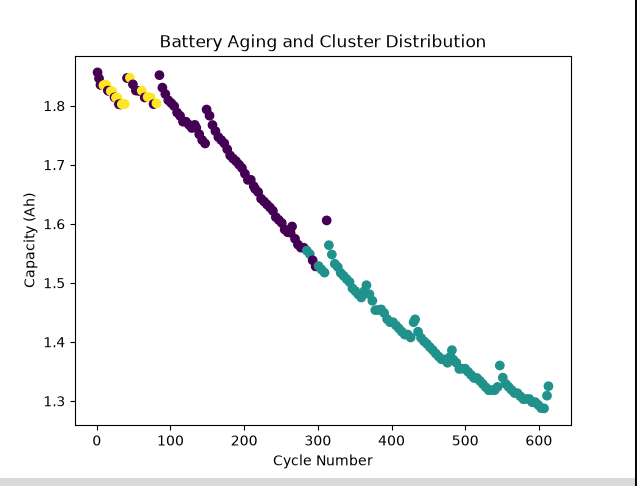 Battery Aging and Cluster Distribution
Capacity (Ah)
1.8
1.7
1.6
1.5
1.4
1.3
0 100 200 300 400 500 600
Cycle Number